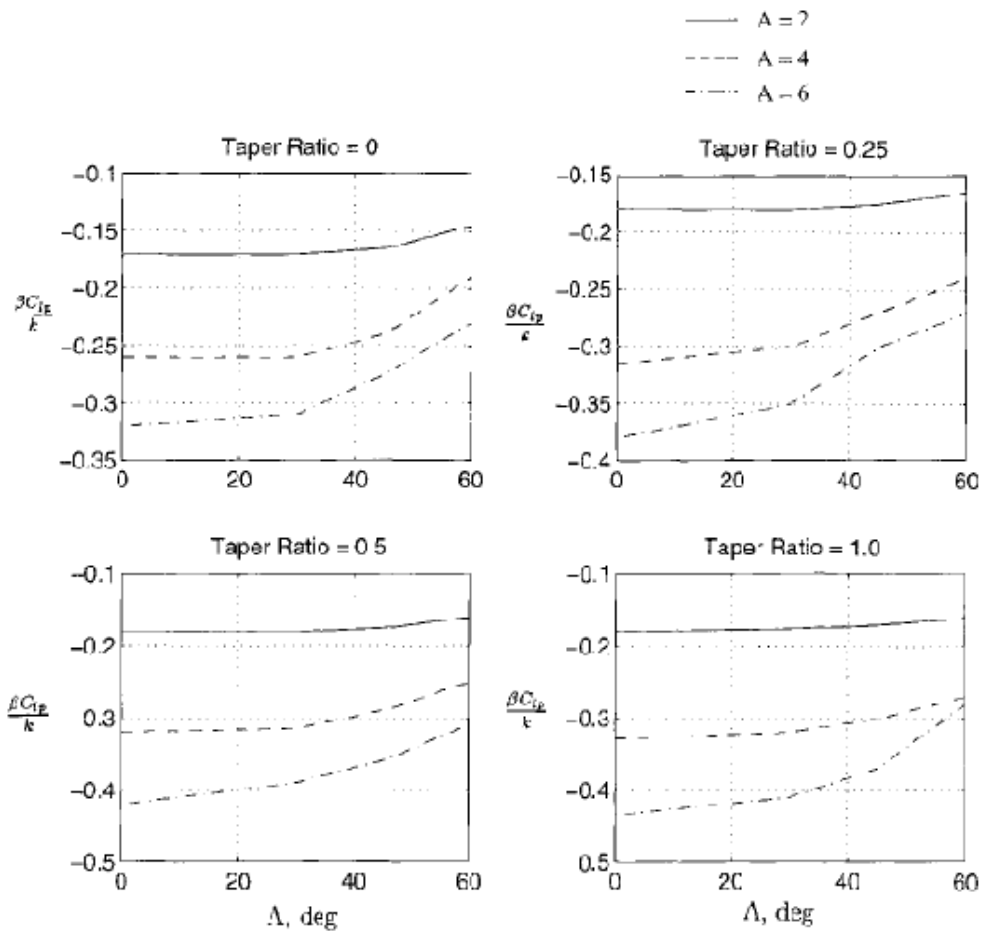 A = 2
A = 4
A - 6
Taper Ratio = 0
-0.1
-0.15
-0.2
-0.25
-0.3
-0.35
0
20
40
60
βC_lp / k
Taper Ratio = 0.25
-0.15
-0.2
-0.25
-0.3
-0.35
-0.4
0
20
40
60
βC_lp
Taper Ratio = 0 5
-0.1
-0.2
0.3
-0.4
-0.5
0
20
40
60
βC_lp / k
Λ, deg
Taper Ratio = 1.0
-0.1
-0.2
-0.3
-0.4
0.5
0
20
40
60
βC_lp / k
Λ, deg